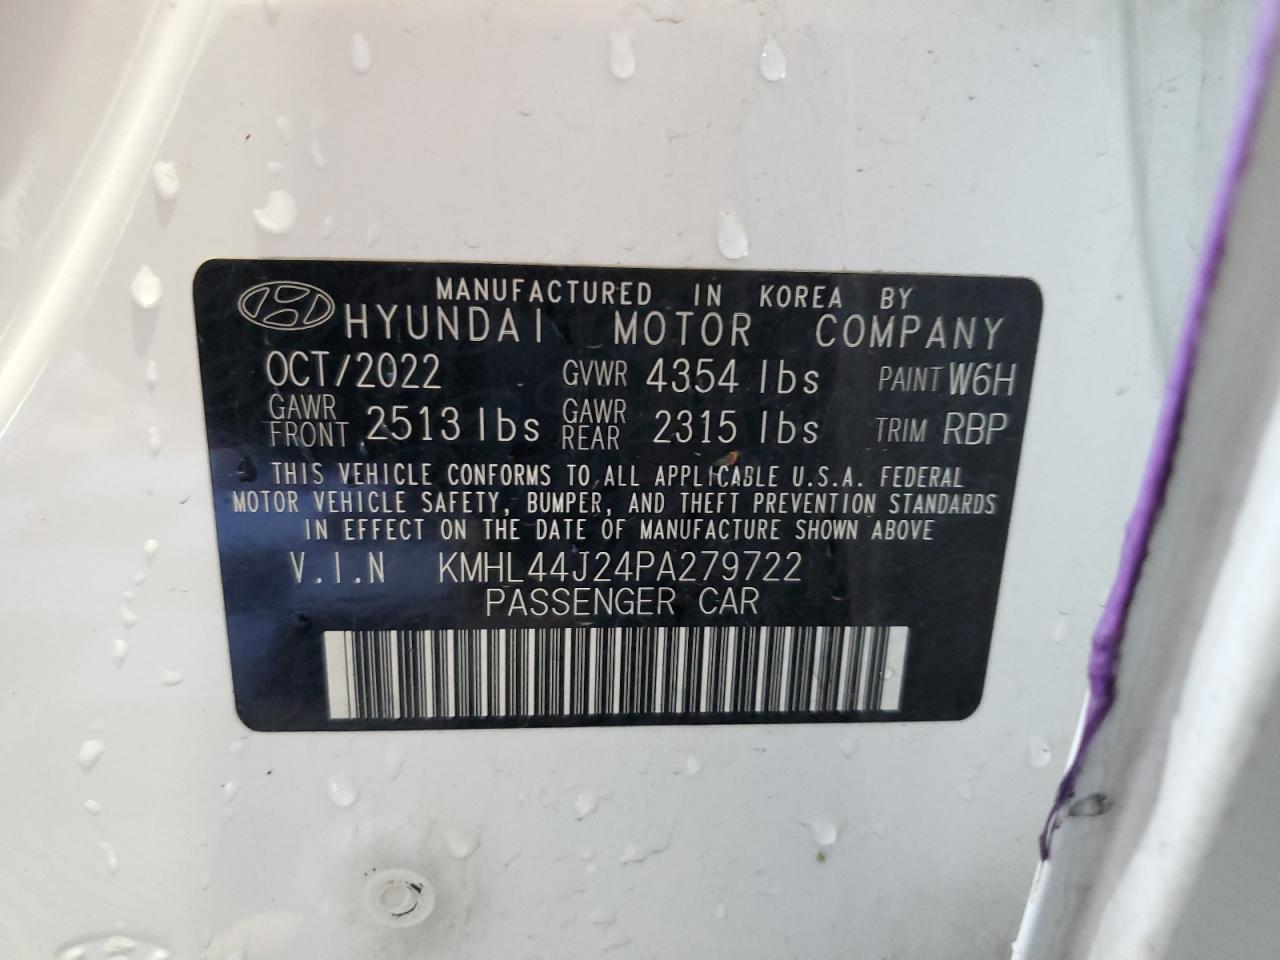 MANUFACTURED IN KOREA BY
HYUNDAI MOTOR COMPANY
OCT/2022 GVWR 4354 lbs PAINT W6H
GAWR FRONT 2513 lbs GAWR REAR 2315 lbs TRIM RBP
THIS VEHICLE CONFORMS TO ALL APPLICABLE U.S.A. FEDERAL
MOTOR VEHICLE SAFETY, BUMPER, AND THEFT PREVENTION STANDARDS
IN EFFECT ON THE DATE OF MANUFACTURE SHOWN ABOVE
V.I.N KMHL44J24PA279722
PASSENGER CAR